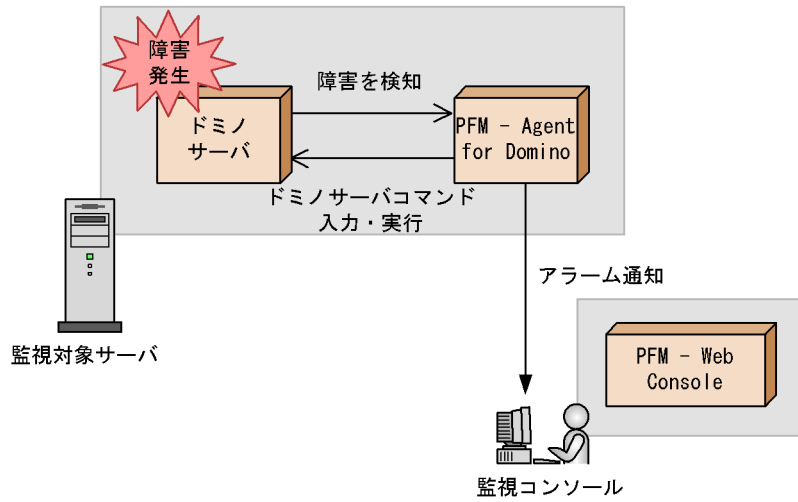 障害
発生
障害を検知
ドミノ
サーバ
PFM - Agent
for Domino
ドミノサーバコマンド
入力・実行
アラーム通知
監視対象サーバ
PFM - Web
Console
監視コンソール